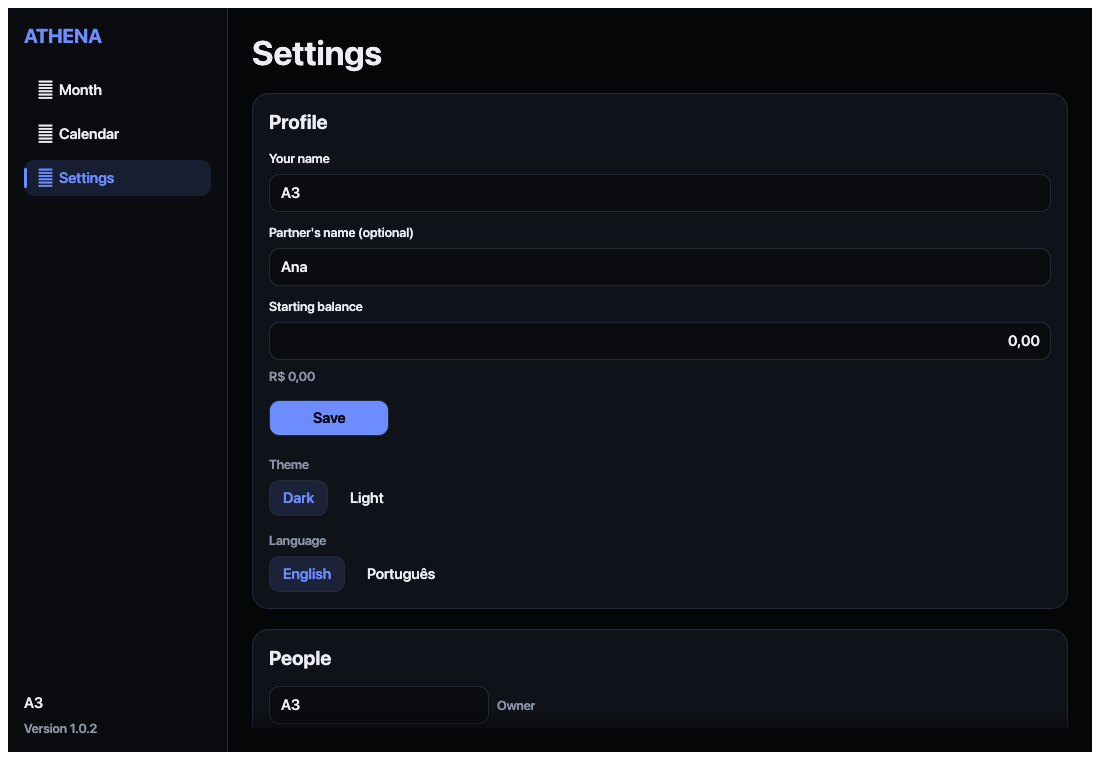 ATHENA
Month
Calendar
Settings
A3
Version 1.0.2
Settings
Profile
Your name
A3
Partner's name (optional)
Ana
Starting balance
0,00
R$ 0,00
Save
Theme
Dark Light
Language
English Português
People
A3 Owner